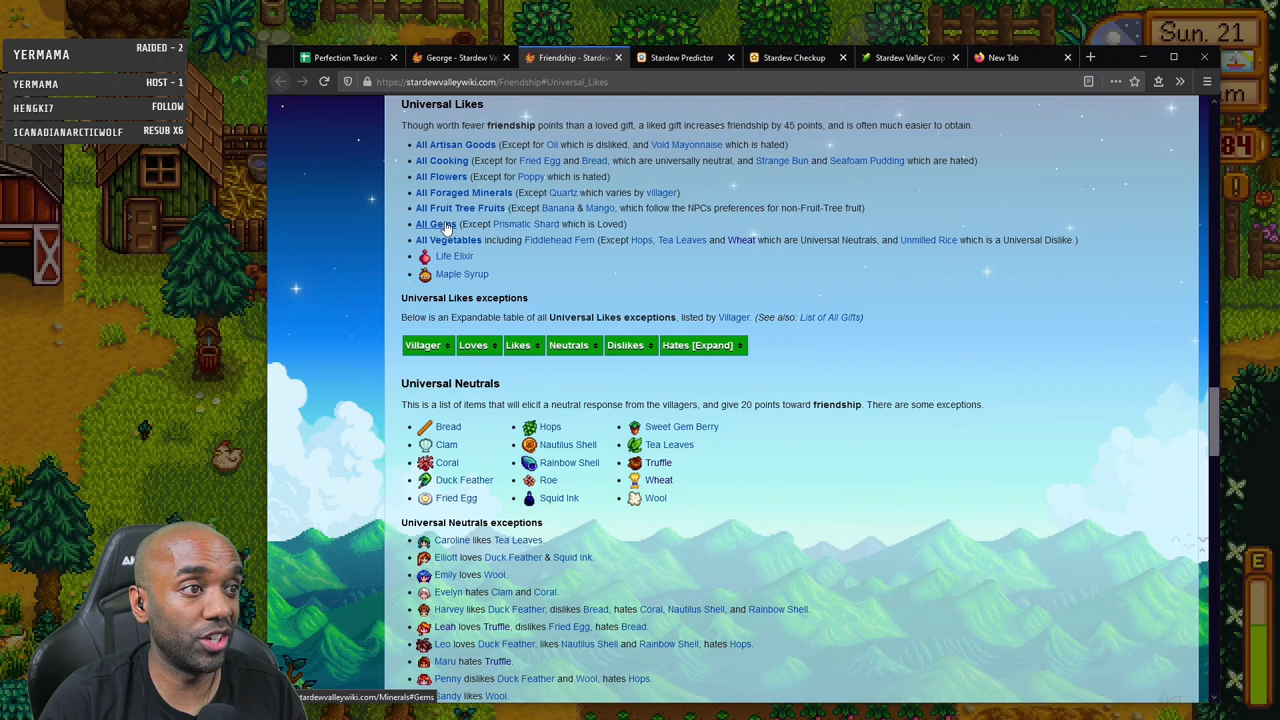 YERMAMA
RAIDED - 2
YERMAMA
HOST - 1
HENGKI7
FOLLOW
1CANADIANARCTICWOLF
RESUB X6
Sun. 21
am
84
Perfection Tracker -
George - Stardew Va
Friendship - Stardew
Stardew Predictor
Stardew Checkup
Stardew Valley Crop
New Tab
https://stardewvalleywiki.com/Friendship#Universal_Likes
Universal Likes
Though worth fewer friendship points than a loved gift, a liked gift increases friendship by 45 points, and is often much easier to obtain.
All Artisan Goods (Except for Oil which is disliked, and Void Mayonnaise which is hated)
All Cooking (Except for Fried Egg and Bread, which are universally neutral, and Strange Bun and Seafoam Pudding which are hated)
All Flowers (Except for Poppy which is hated)
All Foraged Minerals (Except Quartz which varies by villager)
All Fruit Tree Fruits (Except Banana & Mango, which follow the NPCs preferences for non-Fruit-Tree fruit)
All Gems (Except Prismatic Shard which is Loved)
All Vegetables including Fiddlehead Fern (Except Hops, Tea Leaves and Wheat which are Universal Neutrals, and Unmilled Rice which is a Universal Dislike.)
Life Elixir
Maple Syrup
Universal Likes exceptions
Below is an Expandable table of all Universal Likes exceptions, listed by Villager. (See also: List of All Gifts)
Villager Loves Likes Neutrals Dislikes Hates [Expand]
Universal Neutrals
This is a list of items that will elicit a neutral response from the villagers, and give 20 points toward friendship. There are some exceptions.
Bread Hops Sweet Gem Berry
Clam Nautilus Shell Tea Leaves
Coral Rainbow Shell Truffle
Duck Feather Roe Wheat
Fried Egg Squid Ink Wool
Universal Neutrals exceptions
Caroline likes Tea Leaves.
Elliott loves Duck Feather & Squid Ink.
Emily loves Wool.
Evelyn hates Clam and Coral.
Harvey likes Duck Feather, dislikes Bread, hates Coral, Nautilus Shell, and Rainbow Shell.
Leah loves Truffle, dislikes Fried Egg, hates Bread.
Leo loves Duck Feather, likes Nautilus Shell and Rainbow Shell, hates Hops.
Maru hates Truffle.
Penny dislikes Duck Feather and Wool, hates Hops.
Sandy likes Wool.
stardewvalleywiki.com/Minerals#Gems
E